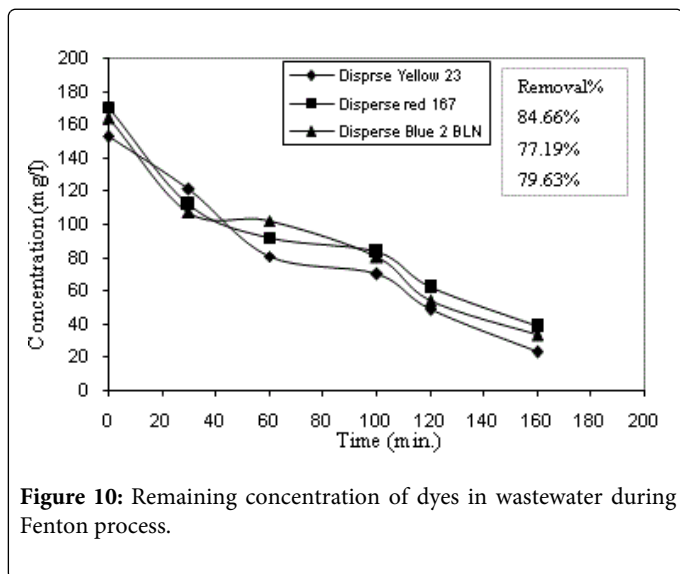 200
180
160
140
120
100
80
60
40
20
0
Concentration (mg/l)
Disprse Yellow 23
Disperse red 167
Disperse Blue 2 BLN
Removal%
84.66%
77.19%
79.63%
0 20 40 60 80 100 120 140 160 180 200
Time (min.)
Figure 10: Remaining concentration of dyes in wastewater during
Fenton process.